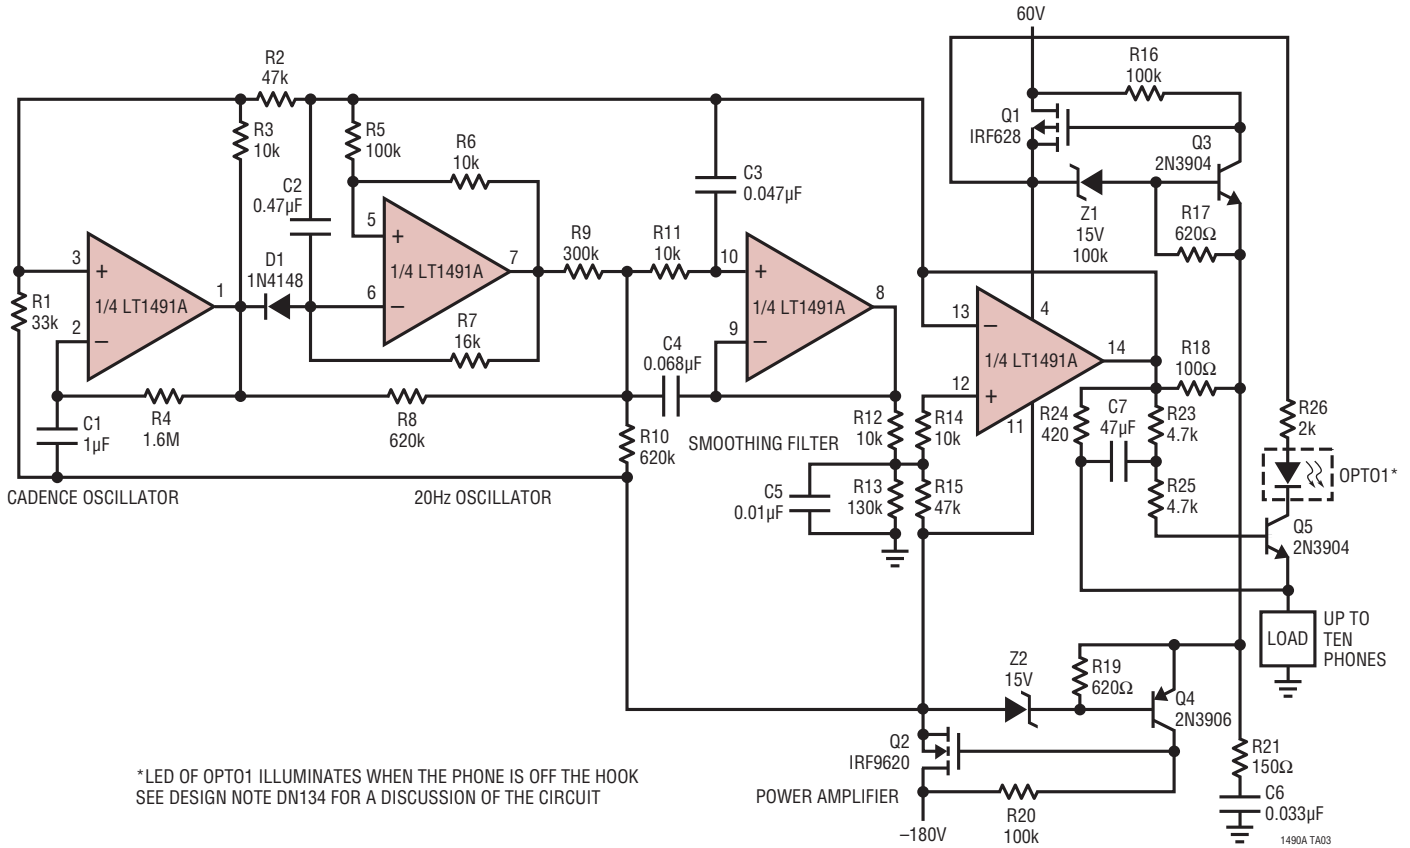 60V
R16
100k
R2
47k
Q1
IRF628
R3
10k
R5
100k
R6
10k
Q3
2N3904
C2
0.47µF
C3
0.047µF
Z1
15V
100k
R17
620Ω
5
+
1/4 LT1491A
7
6
–
R9
300k
R11
10k
3
+
1/4 LT1491A
1
2
–
D1
1N4148
10
+
1/4 LT1491A
8
9
–
R1
33k
R7
16k
C4
0.068µF
13
–
4
1/4 LT1491A
14
12
+
11
R18
100Ω
R4
1.6M
R8
620k
C1
1µF
R10
620k
SMOOTHING FILTER
R12
10k
R14
10k
R24
420
C7
47µF
R23
4.7k
R26
2k
OPTO1*
CADENCE OSCILLATOR
20Hz OSCILLATOR
C5
0.01µF
R13
130k
R15
47k
R25
4.7k
Q5
2N3904
LOAD
UP TO
TEN
PHONES
Z2
15V
R19
620Ω
Q4
2N3906
Q2
IRF9620
R21
150Ω
*LED OF OPTO1 ILLUMINATES WHEN THE PHONE IS OFF THE HOOK
SEE DESIGN NOTE DN134 FOR A DISCUSSION OF THE CIRCUIT
POWER AMPLIFIER
R20
100k
C6
0.033µF
–180V
1490A TA03